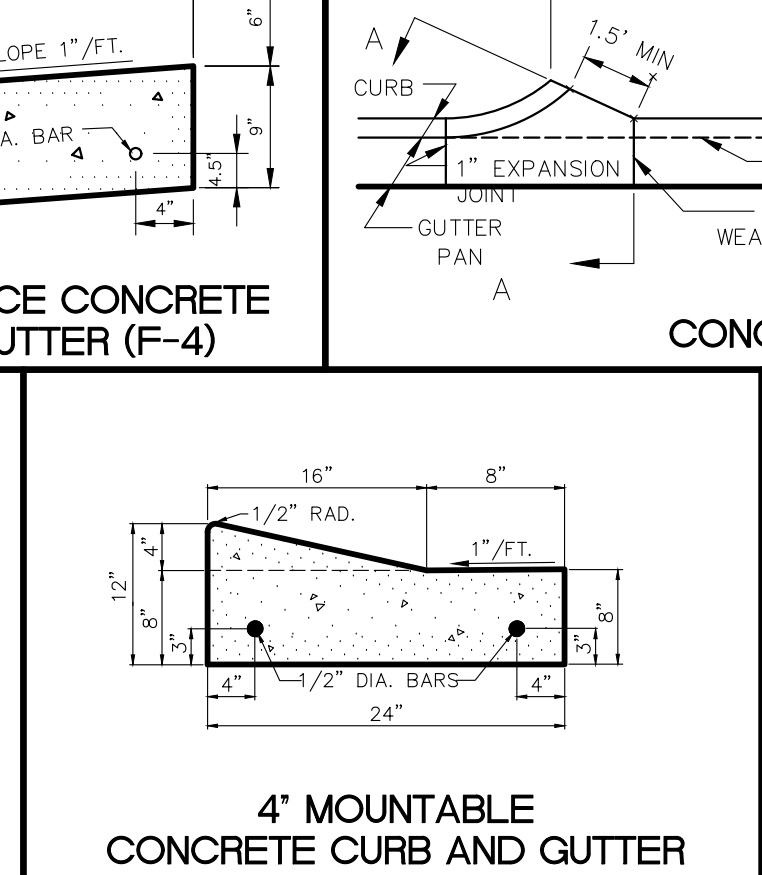 6"
LOPE 1"/FT.
A. BAR
9"
4.5"
4"
CE CONCRETE
UTTER (F-4)
A
1.5' MIN
CURB
1" EXPANSION
JOINT
GUTTER
PAN
WEA
A
CONC
16"
8"
1/2" RAD.
1"/FT.
4"
12"
8"
3"
8"
3"
4"
1/2" DIA. BARS
4"
24"
4" MOUNTABLE
CONCRETE CURB AND GUTTER